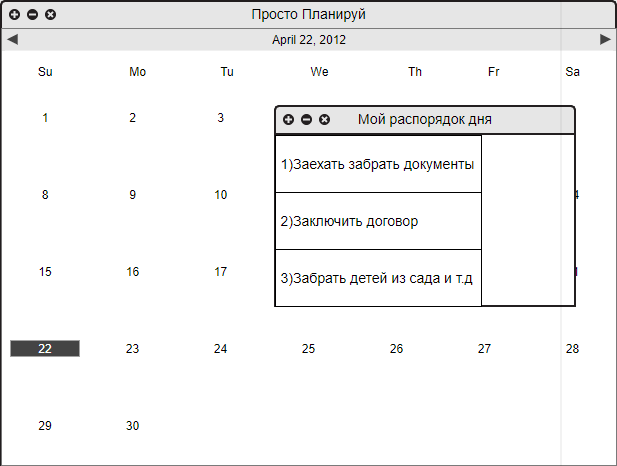 Просто Планируй
April 22, 2012
Su Mo Tu We Th Fr Sa
1 2 3
Мой распорядок дня
1)Заехать забрать документы
8 9 10 4
2)Заключить договор
15 16 17
3)Забрать детей из сада и т.д
22 23 24 25 26 27 28
29 30